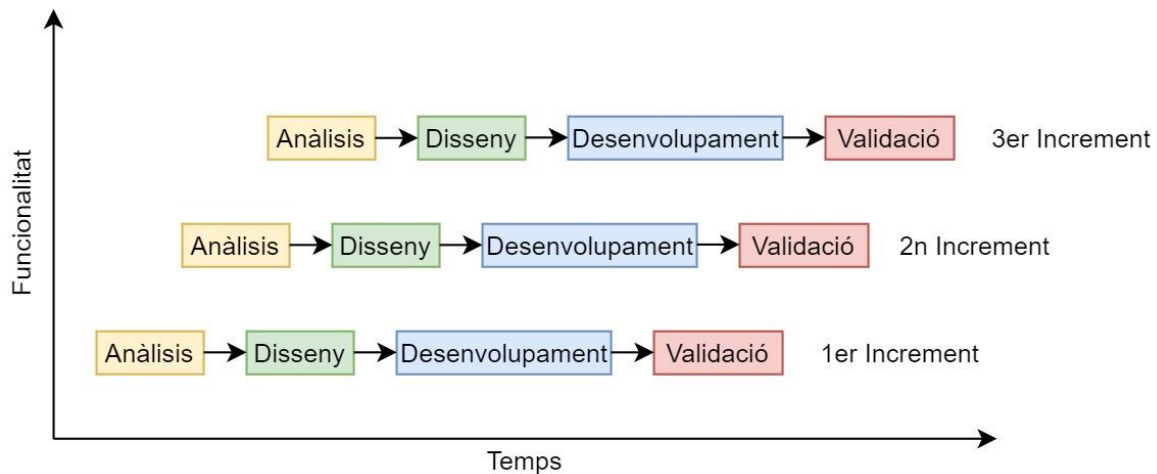 Funcionalitat
Anàlisis Disseny Desenvolupament Validació 3er Increment
Anàlisis Disseny Desenvolupament Validació 2n Increment
Anàlisis Disseny Desenvolupament Validació 1er Increment
Temps